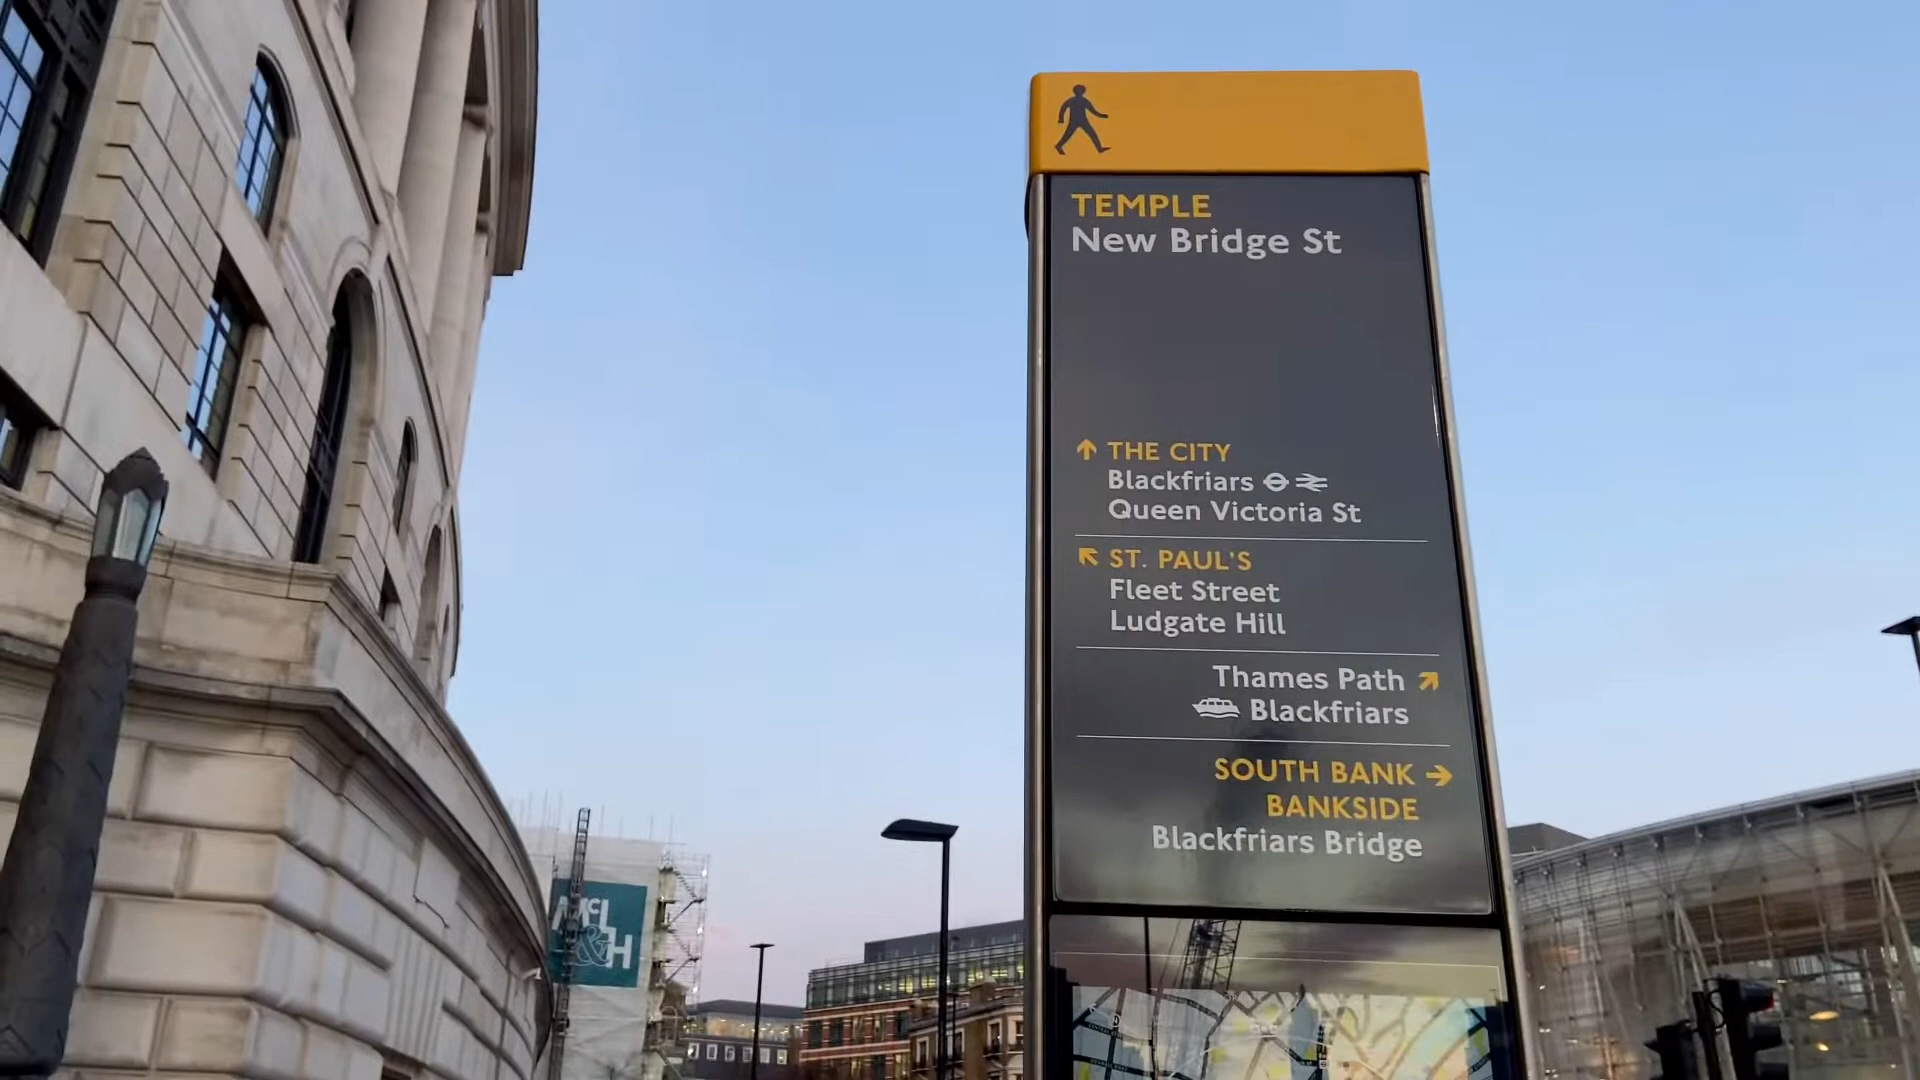 TEMPLE
New Bridge St
THE CITY
Blackfriars
Queen Victoria St
ST. PAUL'S
Fleet Street
Ludgate Hill
Thames Path
Blackfriars
SOUTH BANK
BANKSIDE
Blackfriars Bridge
McL
&H